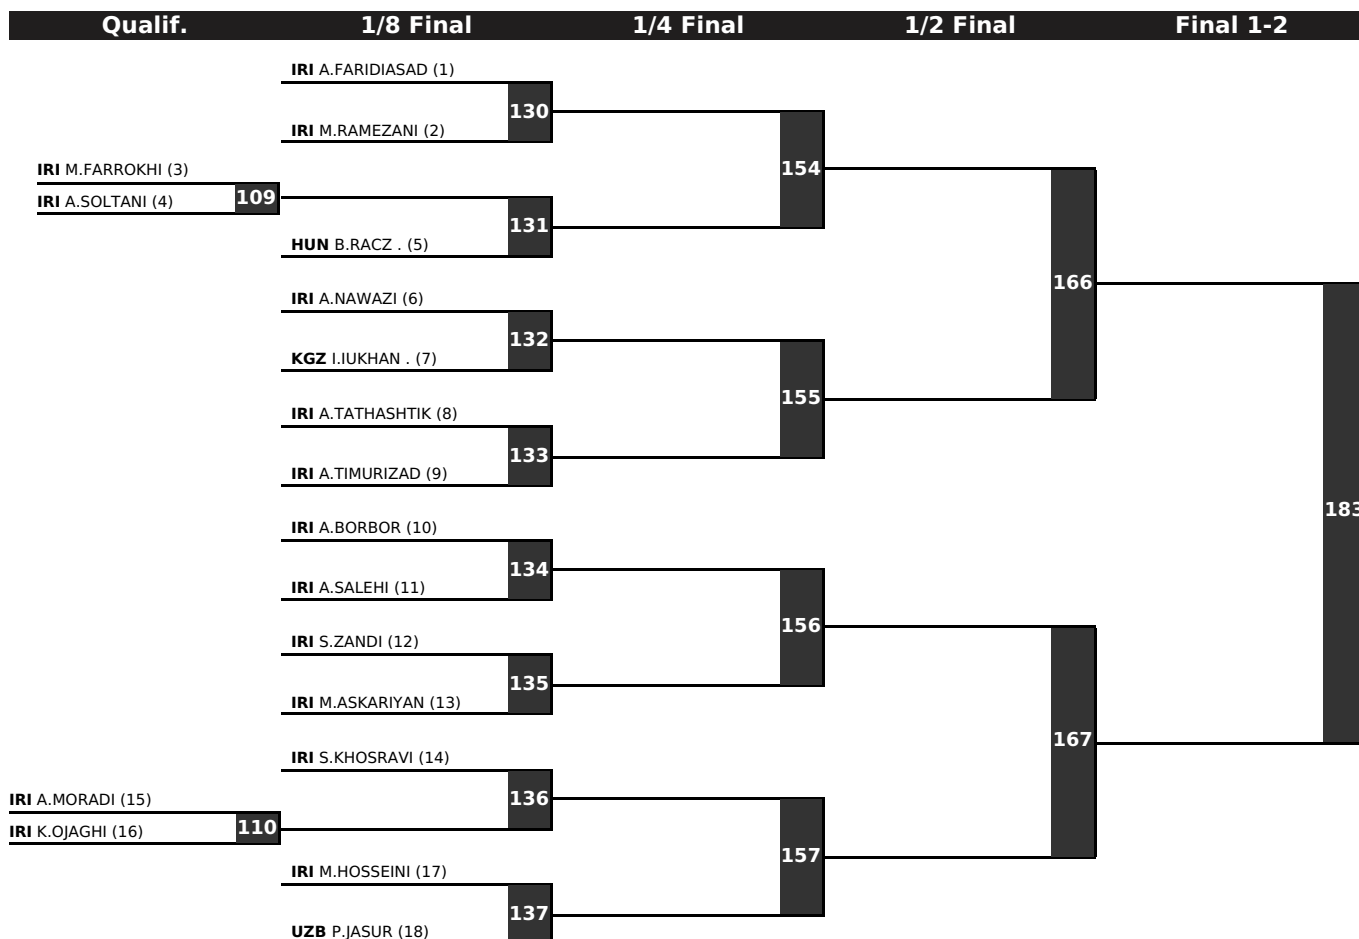 Qualif. 1/8 Final 1/4 Final 1/2 Final Final 1-2
IRI A.FARIDIASAD (1)
130
IRI M.RAMEZANI (2)
154
IRI M.FARROKHI (3)
109
IRI A.SOLTANI (4)
131
HUN B.RACZ . (5)
166
IRI A.NAWAZI (6)
132
KGZ I.IUKHAN . (7)
155
IRI A.TATHASHTIK (8)
133
IRI A.TIMURIZAD (9)
183
IRI A.BORBOR (10)
134
IRI A.SALEHI (11)
156
IRI S.ZANDI (12)
135
IRI M.ASKARIYAN (13)
167
IRI S.KHOSRAVI (14)
136
IRI A.MORADI (15)
110
IRI K.OJAGHI (16)
157
IRI M.HOSSEINI (17)
137
UZB P.JASUR (18)